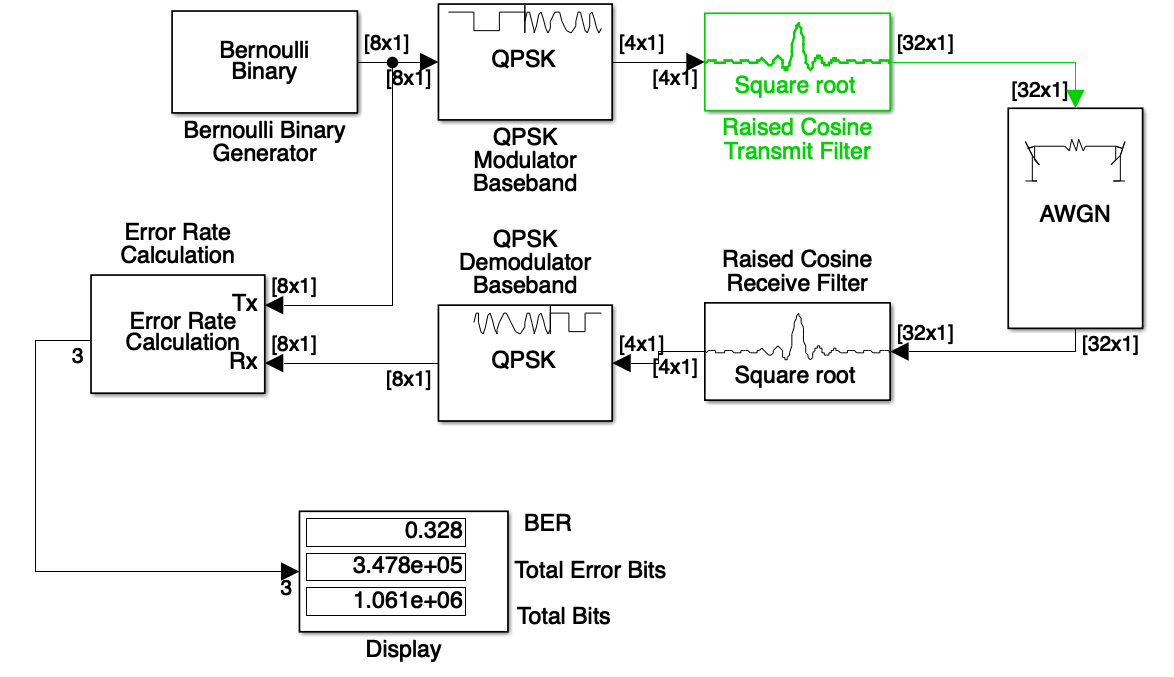 Bernoulli
Binary
Bernoulli Binary
Generator
[8x1]
[8x1]
QPSK
QPSK
Modulator
Baseband
[4x1]
[4x1]
Square root
Raised Cosine
Transmit Filter
[32x1]
[32x1]
AWGN
[32x1]
Raised Cosine
Receive Filter
[32x1]
Square root
[4x1]
[4x1]
QPSK
Demodulator
Baseband
QPSK
[8x1]
[8x1]
[8x1]
Error Rate
Calculation
Tx
Error Rate
Calculation
Rx
3
3
0.328
3.478e+05
1.061e+06
BER
Total Error Bits
Total Bits
Display